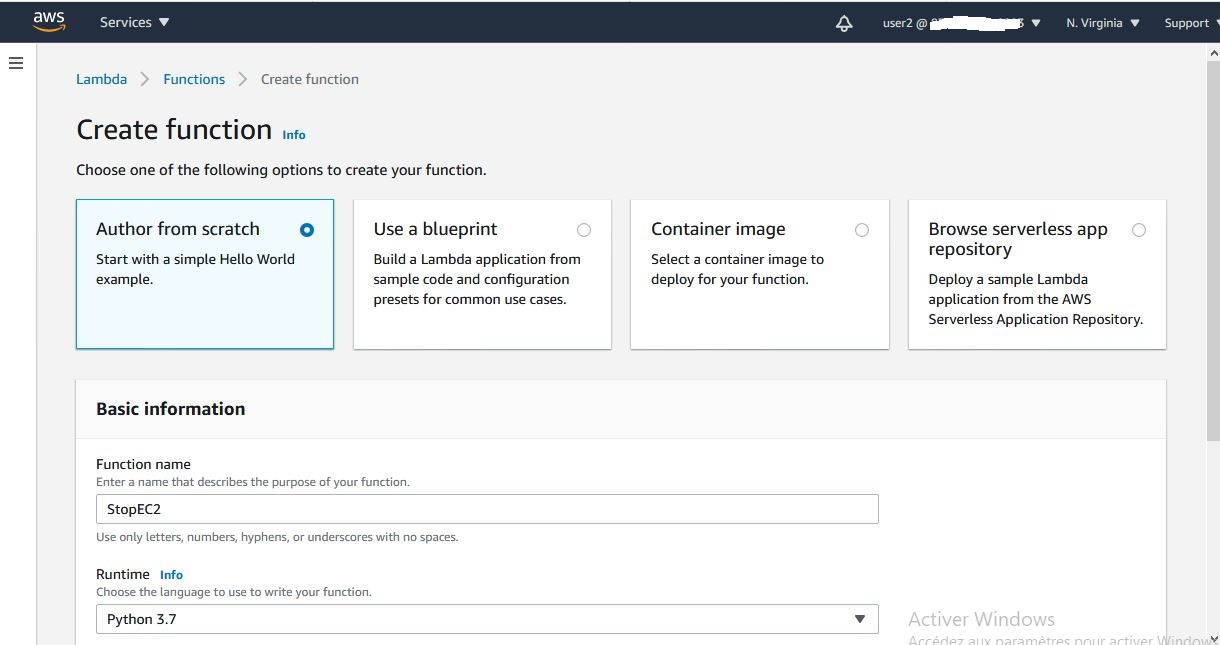 aws Services user2 @ N. Virginia Support
Lambda Functions Create function
Create function Info
Choose one of the following options to create your function.
Author from scratch
Start with a simple Hello World
example.
Use a blueprint
Build a Lambda application from
sample code and configuration
presets for common use cases.
Container image
Select a container image to
deploy for your function.
Browse serverless app
repository
Deploy a sample Lambda
application from the AWS
Serverless Application Repository.
Basic information
Function name
Enter a name that describes the purpose of your function.
StopEC2
Use only letters, numbers, hyphens, or underscores with no spaces.
Runtime Info
Choose the language to use to write your function.
Python 3.7
Activer Windows
Accédez aux paramètres pour activer Windows